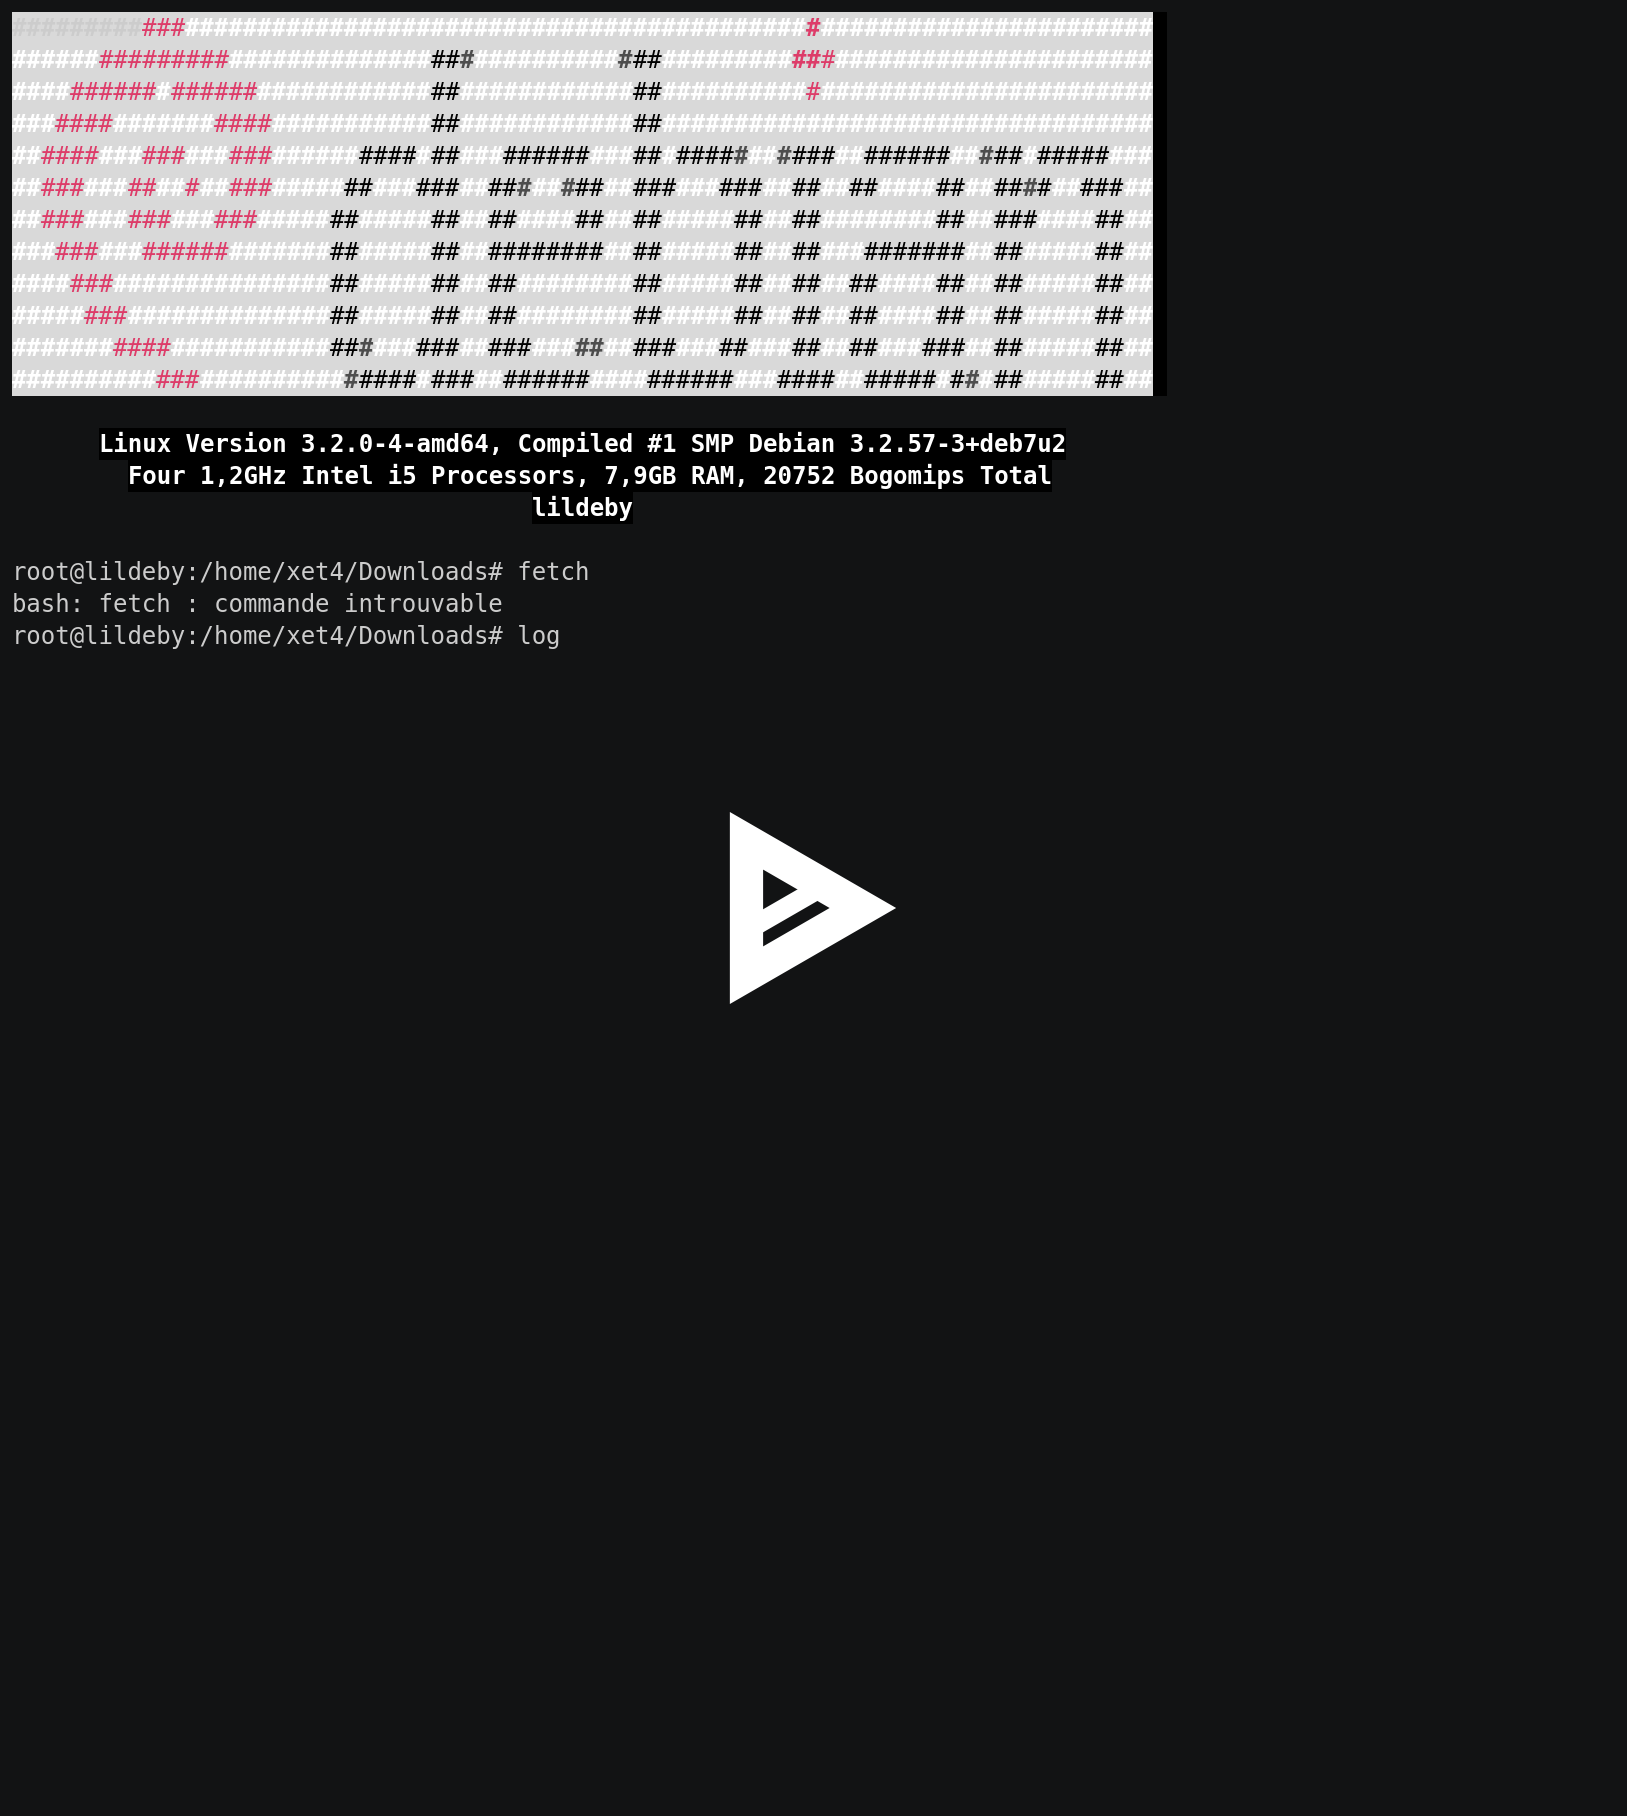 debian
Linux Version 3.2.0-4-amd64, Compiled #1 SMP Debian 3.2.57-3+deb7u2
Four 1,2GHz Intel i5 Processors, 7,9GB RAM, 20752 Bogomips Total
lildeby
root@lildeby:/home/xet4/Downloads# fetch
bash: fetch : commande introuvable
root@lildeby:/home/xet4/Downloads# log